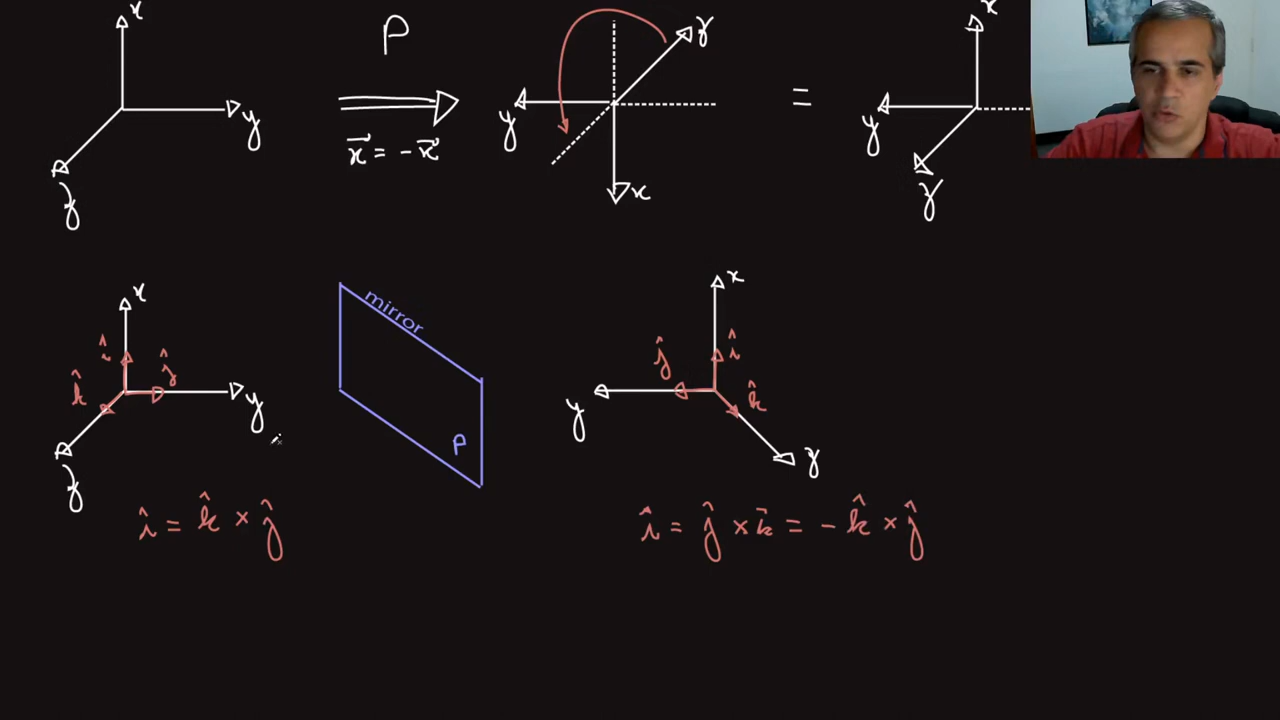 x
y
z
P
x⃗ = - x⃗
z
y
x
=
x
y
z
x
î
ĵ
k̂
y
z
mirror
P
x
î
ĵ
k̂
y
z
î = k̂ × ĵ
î = ĵ × k̄ = - k̂ × ĵ